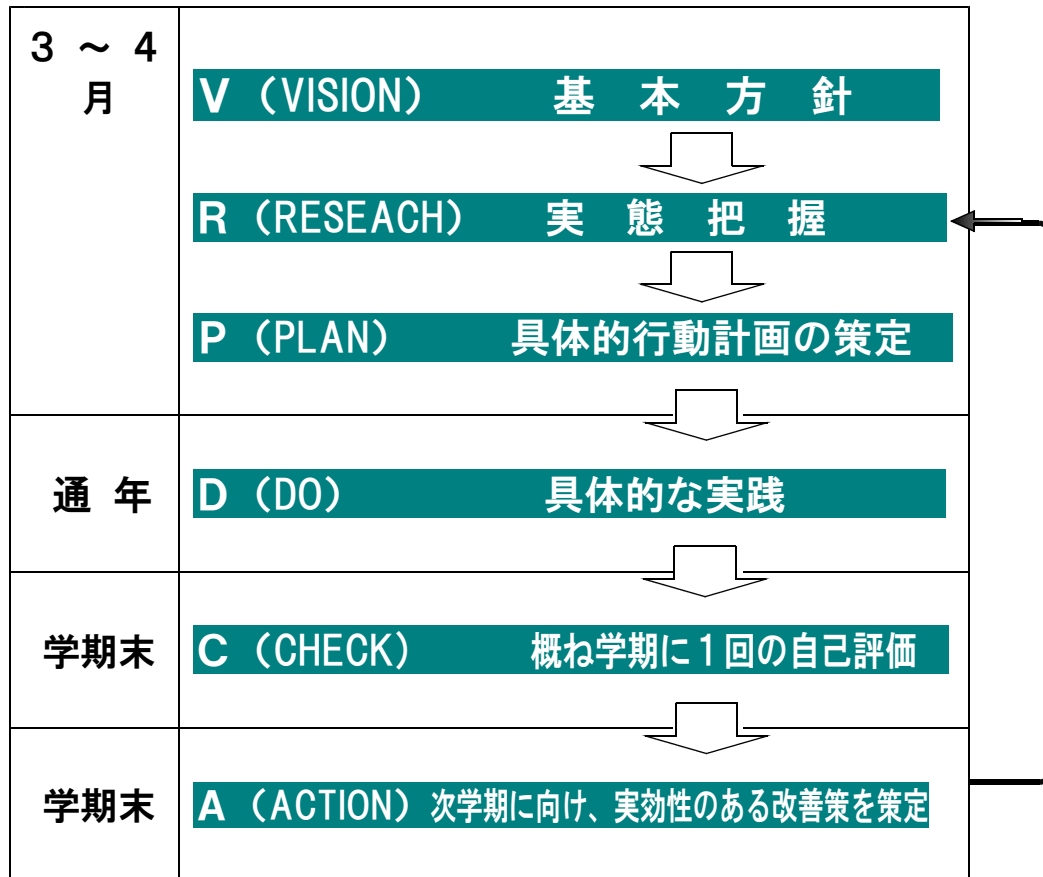 3 ~ 4
月
V (VISION) 基 本 方 針
R (RESEACH) 実 態 把 握
P (PLAN) 具体的行動計画の策定
通 年
D (DO) 具体的な実践
学期末
C (CHECK) 概ね学期に1回の自己評価
学期末
A (ACTION) 次学期に向け、実効性のある改善策を策定